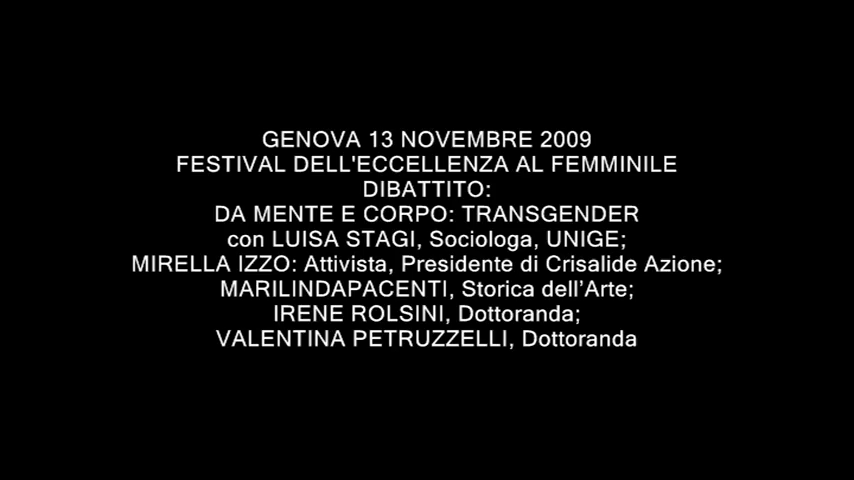 GENOVA 13 NOVEMBRE 2009
FESTIVAL DELL'ECCELLENZA AL FEMMINILE
DIBATTITO:
DA MENTE E CORPO: TRANSGENDER
con LUISA STAGI, Sociologa, UNIGE;
MIRELLA IZZO: Attivista, Presidente di Crisalide Azione;
MARILINDAPACENTI, Storica dell’Arte;
IRENE ROLSINI, Dottoranda;
VALENTINA PETRUZZELLI, Dottoranda